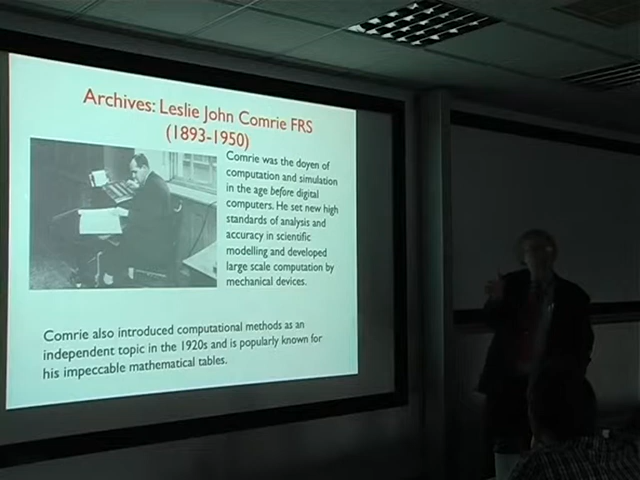 Archives: Leslie John Comrie FRS
(1893-1950)
Comrie was the doyen of
computation and simulation
in the age before digital
computers. He set new high
standards of analysis and
accuracy in scientific
modelling and developed
large scale computation by
mechanical devices.
Comrie also introduced computational methods as an
independent topic in the 1920s and is popularly known for
his impeccable mathematical tables.